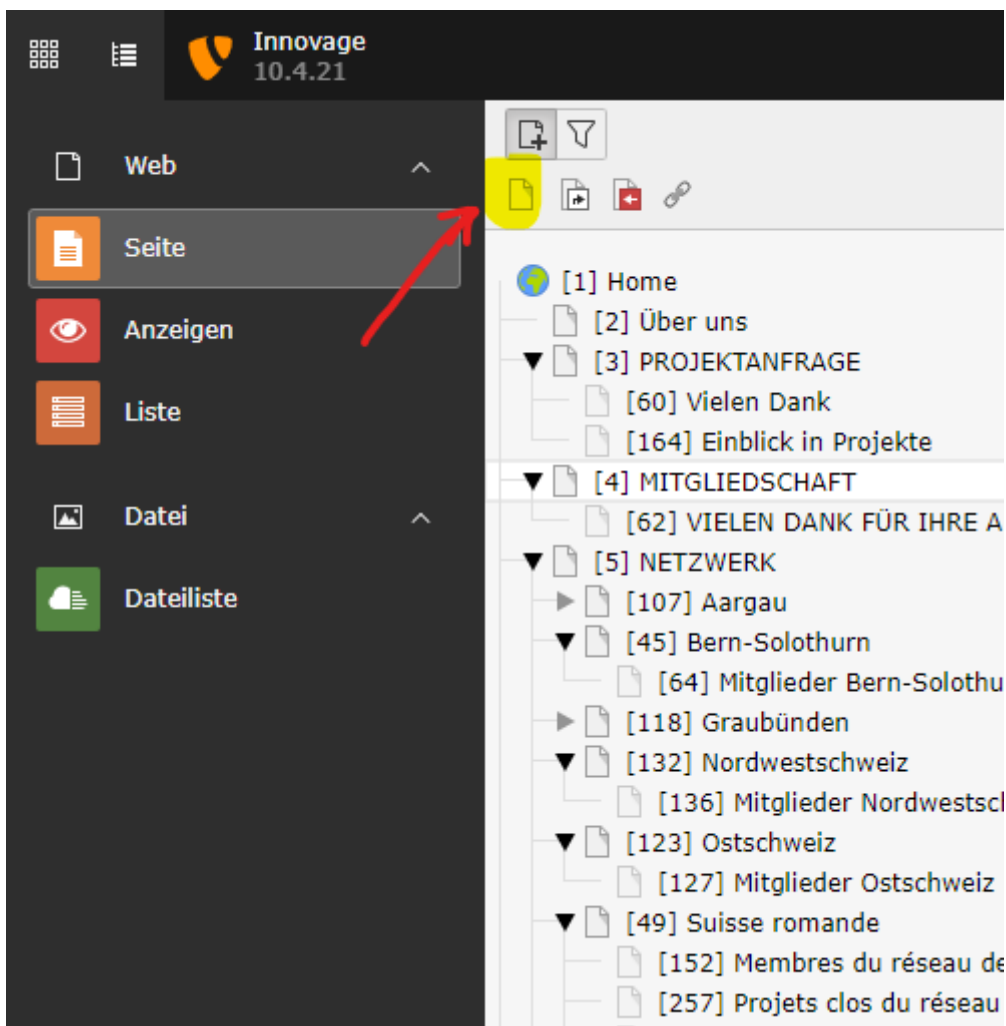 Innovage
10.4.21
Web
Seite
Anzeigen
Liste
Datei
Dateiliste
[1] Home
[2] Über uns
[3] PROJEKTANFRAGE
[60] Vielen Dank
[164] Einblick in Projekte
[4] MITGLIEDSCHAFT
[62] VIELEN DANK FÜR IHRE A
[5] NETZWERK
[107] Aargau
[45] Bern-Solothurn
[64] Mitglieder Bern-Solothu
[118] Graubünden
[132] Nordwestschweiz
[136] Mitglieder Nordwestscl
[123] Ostschweiz
[127] Mitglieder Ostschweiz
[49] Suisse romande
[152] Membres du réseau de
[257] Projets clos du réseau